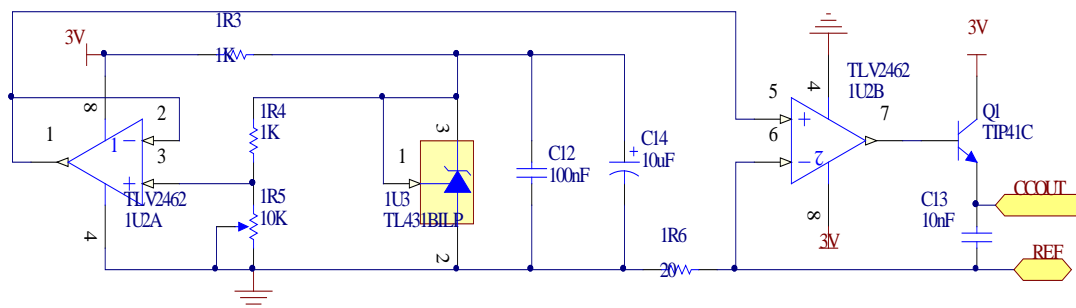 1R3
3V
1K
8
2
1
1
3
TLV2462
1U2A
4
1R4
1K
1R5
10K
3
1
1U3
TL431BILP
2
C12
100nF
C14
10uF
+
1R6
20
5
6
4
TLV2462
1U2B
7
2
8
3V
3V
Q1
TIP41C
C13
10nF
CCOUT
REF